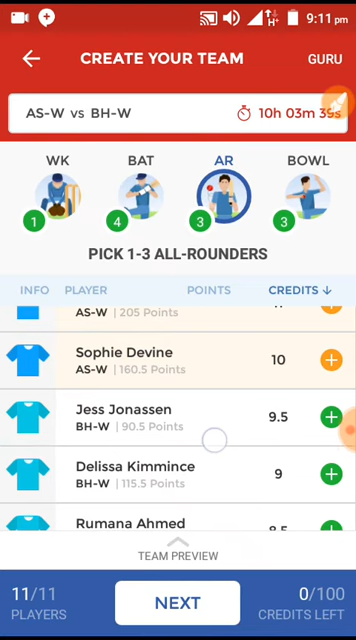 9:11 pm
CREATE YOUR TEAM
GURU
AS-W vs BH-W
10h 03m 39s
WK BAT AR BOWL
1 4 3 3
PICK 1-3 ALL-ROUNDERS
INFO PLAYER POINTS CREDITS ↓
AS-W | 205 Points
Sophie Devine
AS-W | 160.5 Points
10
Jess Jonassen
BH-W | 90.5 Points
9.5
Delissa Kimmince
BH-W | 115.5 Points
9
Rumana Ahmed
8.5
TEAM PREVIEW
11/11
PLAYERS
NEXT
0/100
CREDITS LEFT